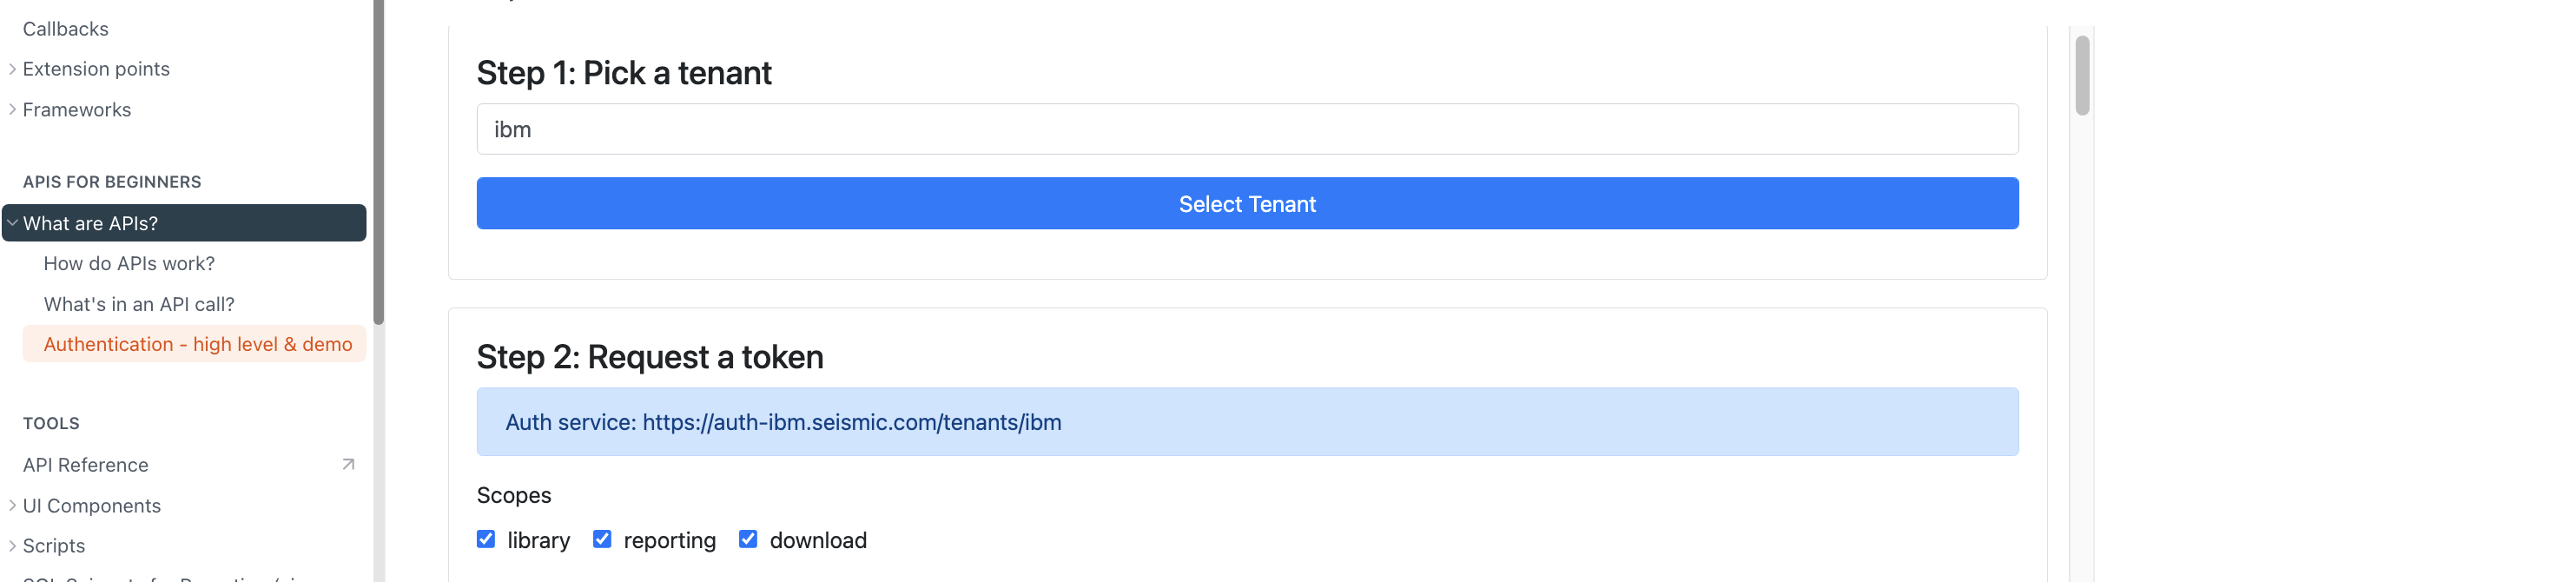 Callbacks
Extension points
Frameworks
APIS FOR BEGINNERS
What are APIs?
How do APIs work?
What's in an API call?
Authentication - high level & demo
TOOLS
API Reference
UI Components
Scripts
Step 1: Pick a tenant
ibm
Select Tenant
Step 2: Request a token
Auth service: https://auth-ibm.seismic.com/tenants/ibm
Scopes
library reporting download